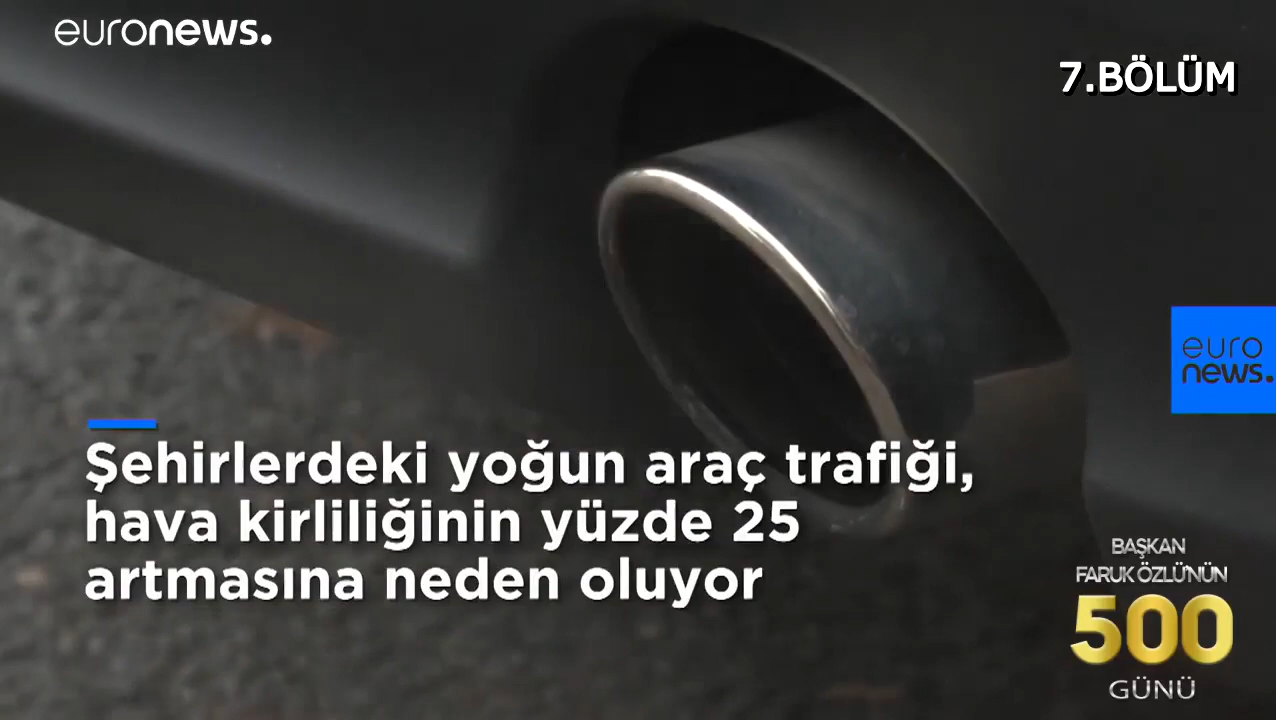 euronews.
7.BÖLÜM
euro
news.
Şehirlerdeki yoğun araç trafiği,
hava kirliliğinin yüzde 25
artmasına neden oluyor
BAŞKAN
FARUK ÖZLÜ'NÜN
500
GÜNÜ